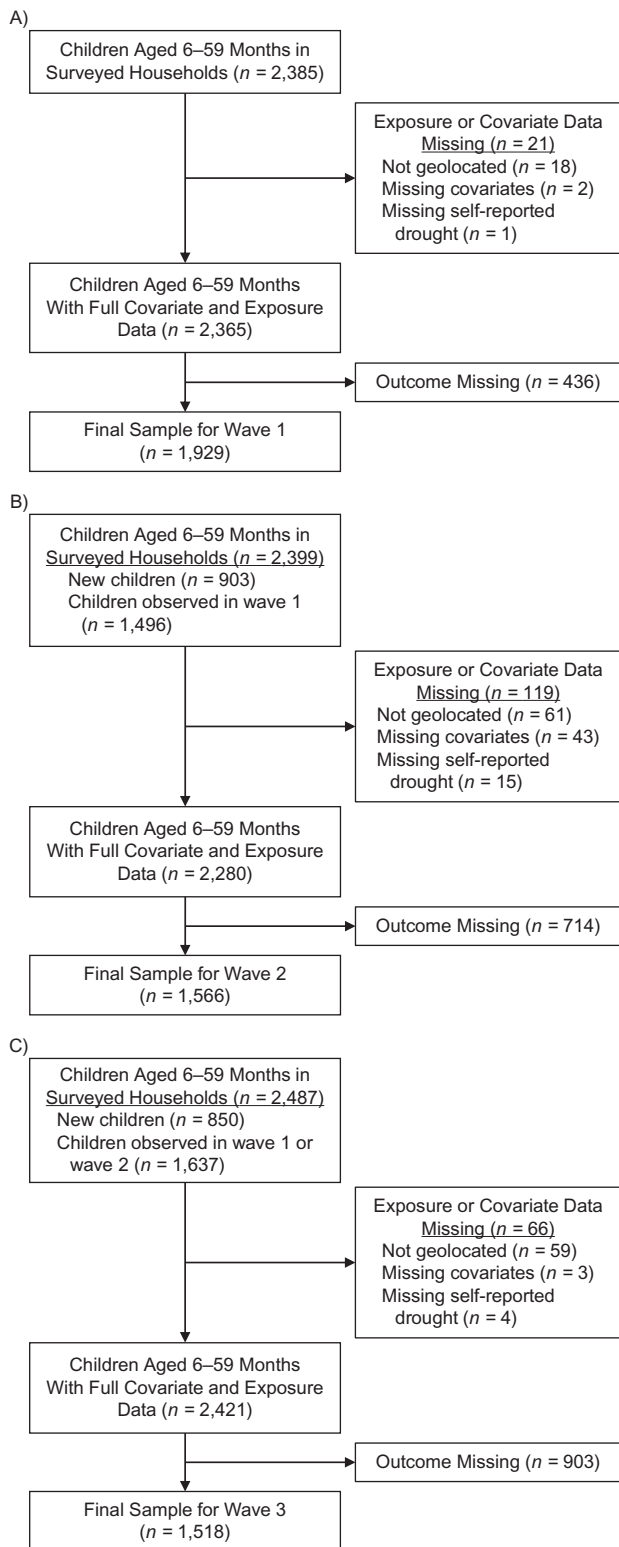 A)
Children Aged 6–59 Months in
Surveyed Households (n = 2,385)
Exposure or Covariate Data
Missing (n = 21)
Not geolocated (n = 18)
Missing covariates (n = 2)
Missing self-reported
drought (n = 1)
Children Aged 6–59 Months
With Full Covariate and Exposure
Data (n = 2,365)
Outcome Missing (n = 436)
Final Sample for Wave 1
(n = 1,929)
B)
Children Aged 6–59 Months in
Surveyed Households (n = 2,399)
New children (n = 903)
Children observed in wave 1
(n = 1,496)
Exposure or Covariate Data
Missing (n = 119)
Not geolocated (n = 61)
Missing covariates (n = 43)
Missing self-reported
drought (n = 15)
Children Aged 6–59 Months
With Full Covariate and Exposure
Data (n = 2,280)
Outcome Missing (n = 714)
Final Sample for Wave 2
(n = 1,566)
C)
Children Aged 6–59 Months in
Surveyed Households (n = 2,487)
New children (n = 850)
Children observed in wave 1 or
wave 2 (n = 1,637)
Exposure or Covariate Data
Missing (n = 66)
Not geolocated (n = 59)
Missing covariates (n = 3)
Missing self-reported
drought (n = 4)
Children Aged 6–59 Months
With Full Covariate and Exposure
Data (n = 2,421)
Outcome Missing (n = 903)
Final Sample for Wave 3
(n = 1,518)